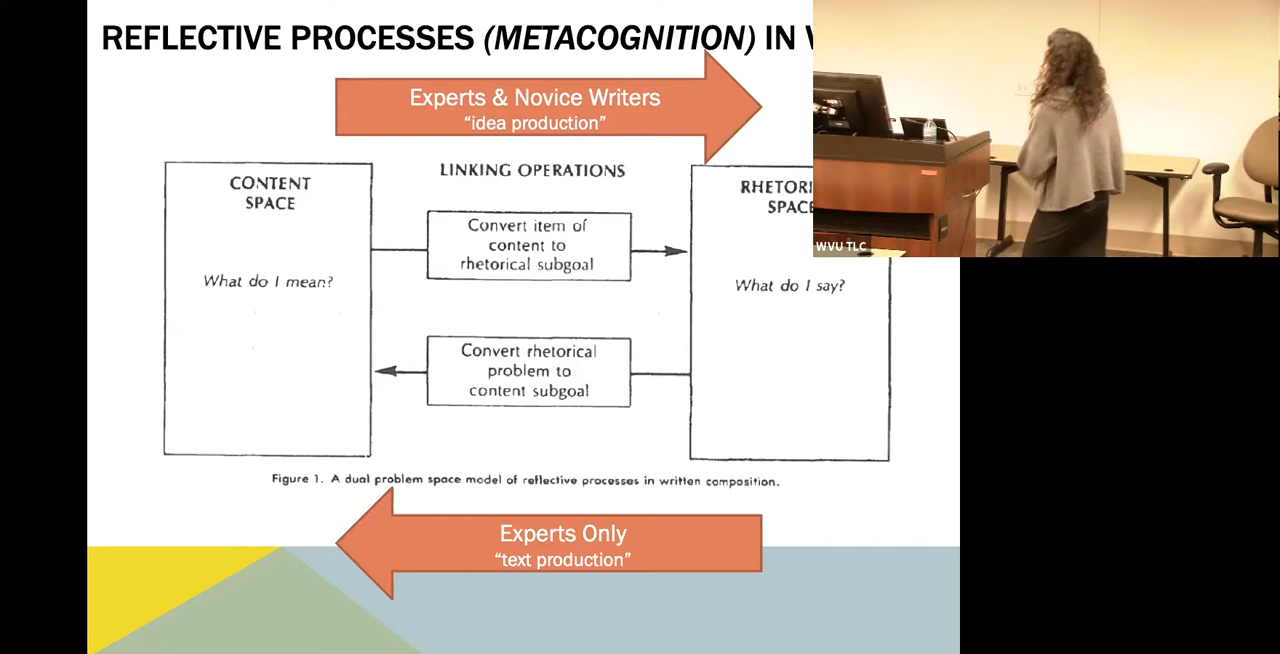 REFLECTIVE PROCESSES (METACOGNITION) IN
Experts & Novice Writers
“idea production”
LINKING OPERATIONS
CONTENT
SPACE
What do I mean?
Convert item of
content to
rhetorical subgoal
Convert rhetorical
problem to
content subgoal
RHETORI
SPAC
What do I say?
WVU TLC
Figure 1. A dual problem space model of reflective processes in written composition.
Experts Only
“text production”